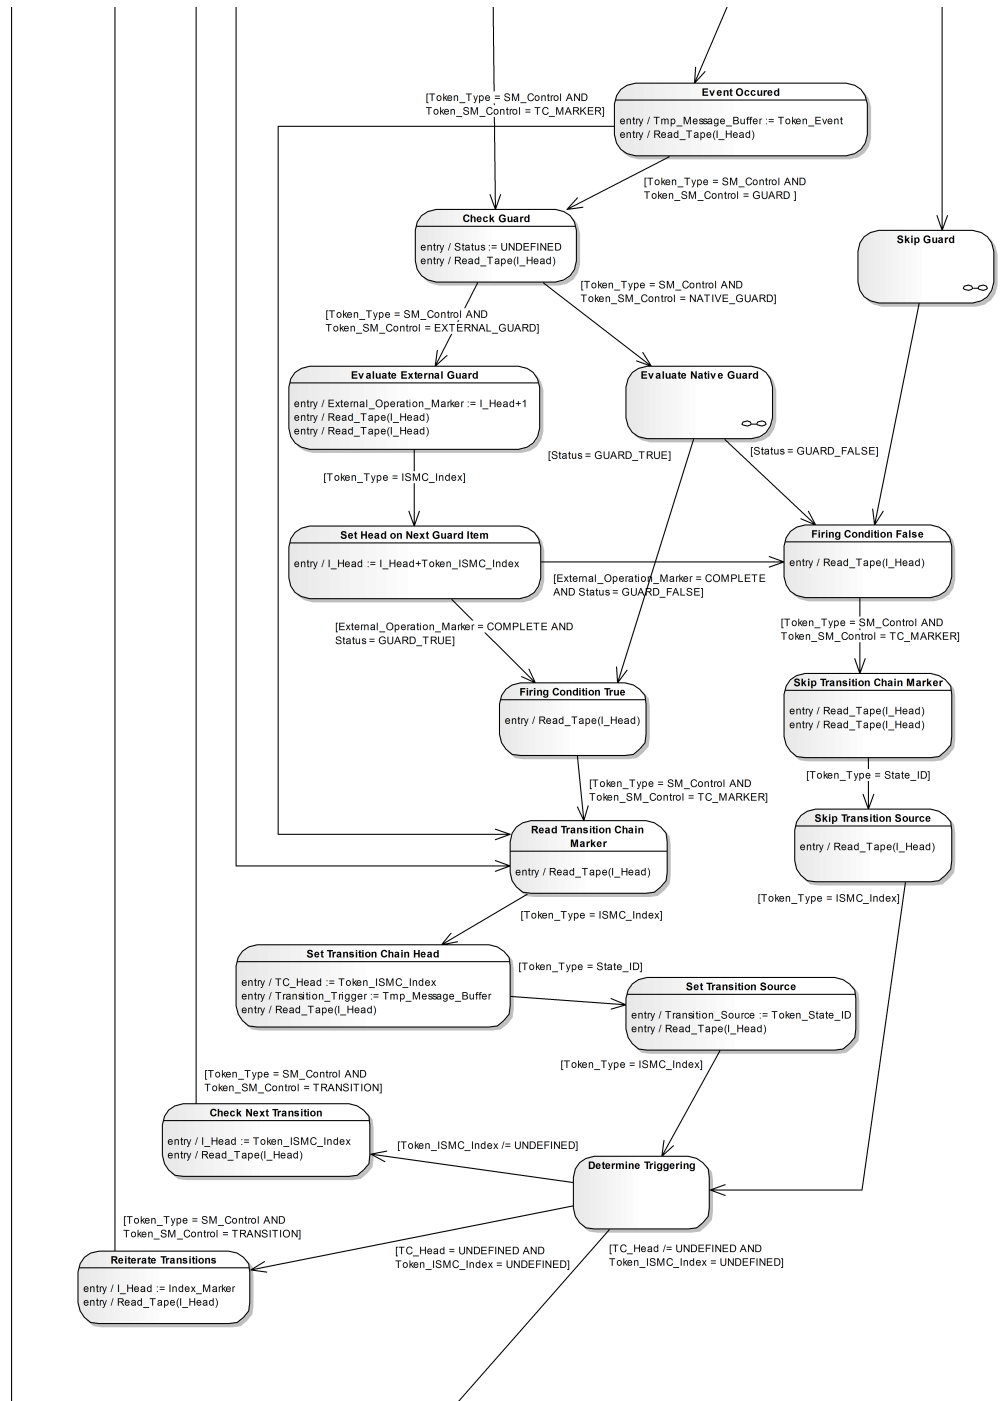 Event Occured
entry / Tmp_Message_Buffer := Token_Event
entry / Read_Tape(I_Head)
[Token_Type = SM_Control AND
Token_SM_Control = TC_MARKER]
[Token_Type = SM_Control AND
Token_SM_Control = GUARD ]
Check Guard
entry / Status := UNDEFINED
entry / Read_Tape(I_Head)
Skip Guard
[Token_Type = SM_Control AND
Token_SM_Control = NATIVE_GUARD]
[Token_Type = SM_Control AND
Token_SM_Control = EXTERNAL_GUARD]
Evaluate External Guard
entry / External_Operation_Marker := I_Head+1
entry / Read_Tape(I_Head)
entry / Read_Tape(I_Head)
Evaluate Native Guard
[Status = GUARD_TRUE]
[Status = GUARD_FALSE]
[Token_Type = ISMC_Index]
Set Head on Next Guard Item
entry / I_Head := I_Head+Token_ISMC_Index
Firing Condition False
entry / Read_Tape(I_Head)
[External_Operation_Marker = COMPLETE
AND Status = GUARD_FALSE]
[External_Operation_Marker = COMPLETE AND
Status = GUARD_TRUE]
[Token_Type = SM_Control AND
Token_SM_Control = TC_MARKER]
Firing Condition True
entry / Read_Tape(I_Head)
Skip Transition Chain Marker
entry / Read_Tape(I_Head)
entry / Read_Tape(I_Head)
[Token_Type = SM_Control AND
Token_SM_Control = TC_MARKER]
[Token_Type = State_ID]
Read Transition Chain
Marker
entry / Read_Tape(I_Head)
Skip Transition Source
entry / Read_Tape(I_Head)
[Token_Type = ISMC_Index]
[Token_Type = ISMC_Index]
Set Transition Chain Head
entry / TC_Head := Token_ISMC_Index
entry / Transition_Trigger := Tmp_Message_Buffer
entry / Read_Tape(I_Head)
[Token_Type = State_ID]
Set Transition Source
entry / Transition_Source := Token_State_ID
entry / Read_Tape(I_Head)
[Token_Type = ISMC_Index]
[Token_Type = SM_Control AND
Token_SM_Control = TRANSITION]
Check Next Transition
entry / I_Head := Token_ISMC_Index
entry / Read_Tape(I_Head)
[Token_ISMC_Index /= UNDEFINED]
Determine Triggering
[Token_Type = SM_Control AND
Token_SM_Control = TRANSITION]
Reiterate Transitions
entry / I_Head := Index_Marker
entry / Read_Tape(I_Head)
[TC_Head = UNDEFINED AND
Token_ISMC_Index = UNDEFINED]
[TC_Head /= UNDEFINED AND
Token_ISMC_Index = UNDEFINED]